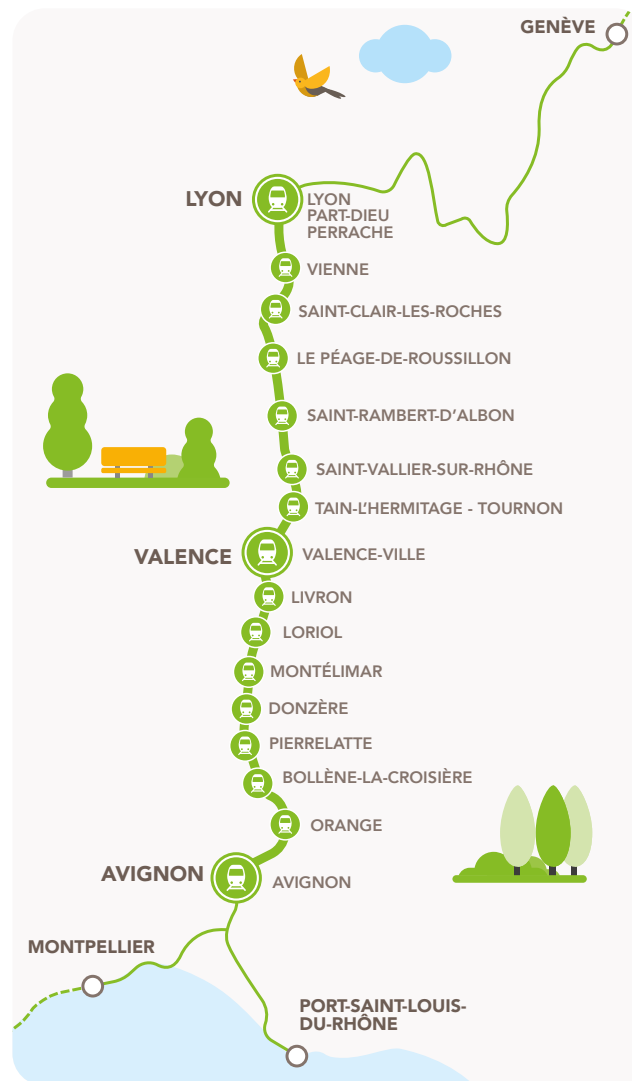 GENÈVE
LYON
LYON
PART-DIEU
PERRACHE
VIENNE
SAINT-CLAIR-LES-ROCHES
LE PÉAGE-DE-ROUSSILLON
SAINT-RAMBERT-D’ALBON
SAINT-VALLIER-SUR-RHÔNE
TAIN-L’HERMITAGE - TOURNON
VALENCE
VALENCE-VILLE
LIVRON
LORIOL
MONTÉLIMAR
DONZÈRE
PIERRELATTE
BOLLÈNE-LA-CROISIÈRE
ORANGE
AVIGNON
AVIGNON
MONTPELLIER
PORT-SAINT-LOUIS-
DU-RHÔNE